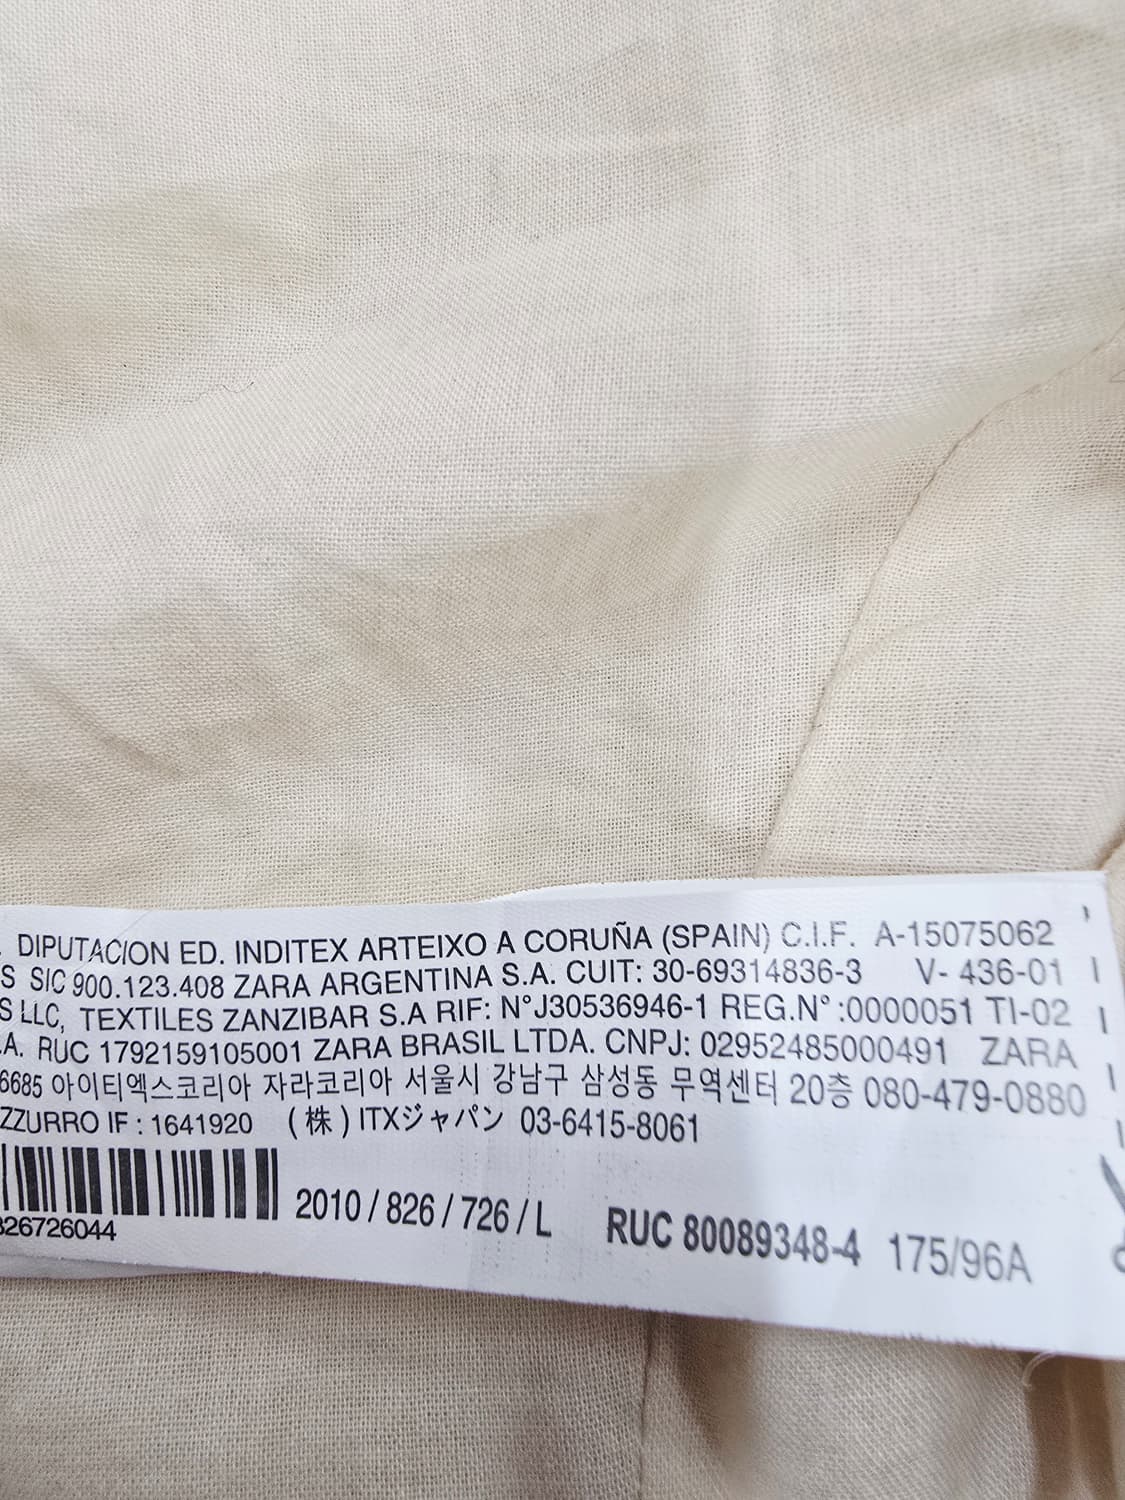 . DIPUTACION ED. INDITEX ARTEIXO A CORUÑA (SPAIN) C.I.F. A-15075062
S SIC 900.123.408 ZARA ARGENTINA S.A. CUIT: 30-69314836-3 V- 436-01
S LLC, TEXTILES ZANZIBAR S.A RIF: N°J30536946-1 REG.N° :0000051 TI-02
.A. RUC 1792159105001 ZARA BRASIL LTDA. CNPJ: 02952485000491 ZARA
6685 아이티엑스코리아 자라코리아 서울시 강남구 삼성동 무역센터 20층 080-479-0880
ZZURRO IF : 1641920 (株) ITXジャパン 03-6415-8061
2010 / 826 / 726 / L RUC 80089348-4 175/96A
826726044